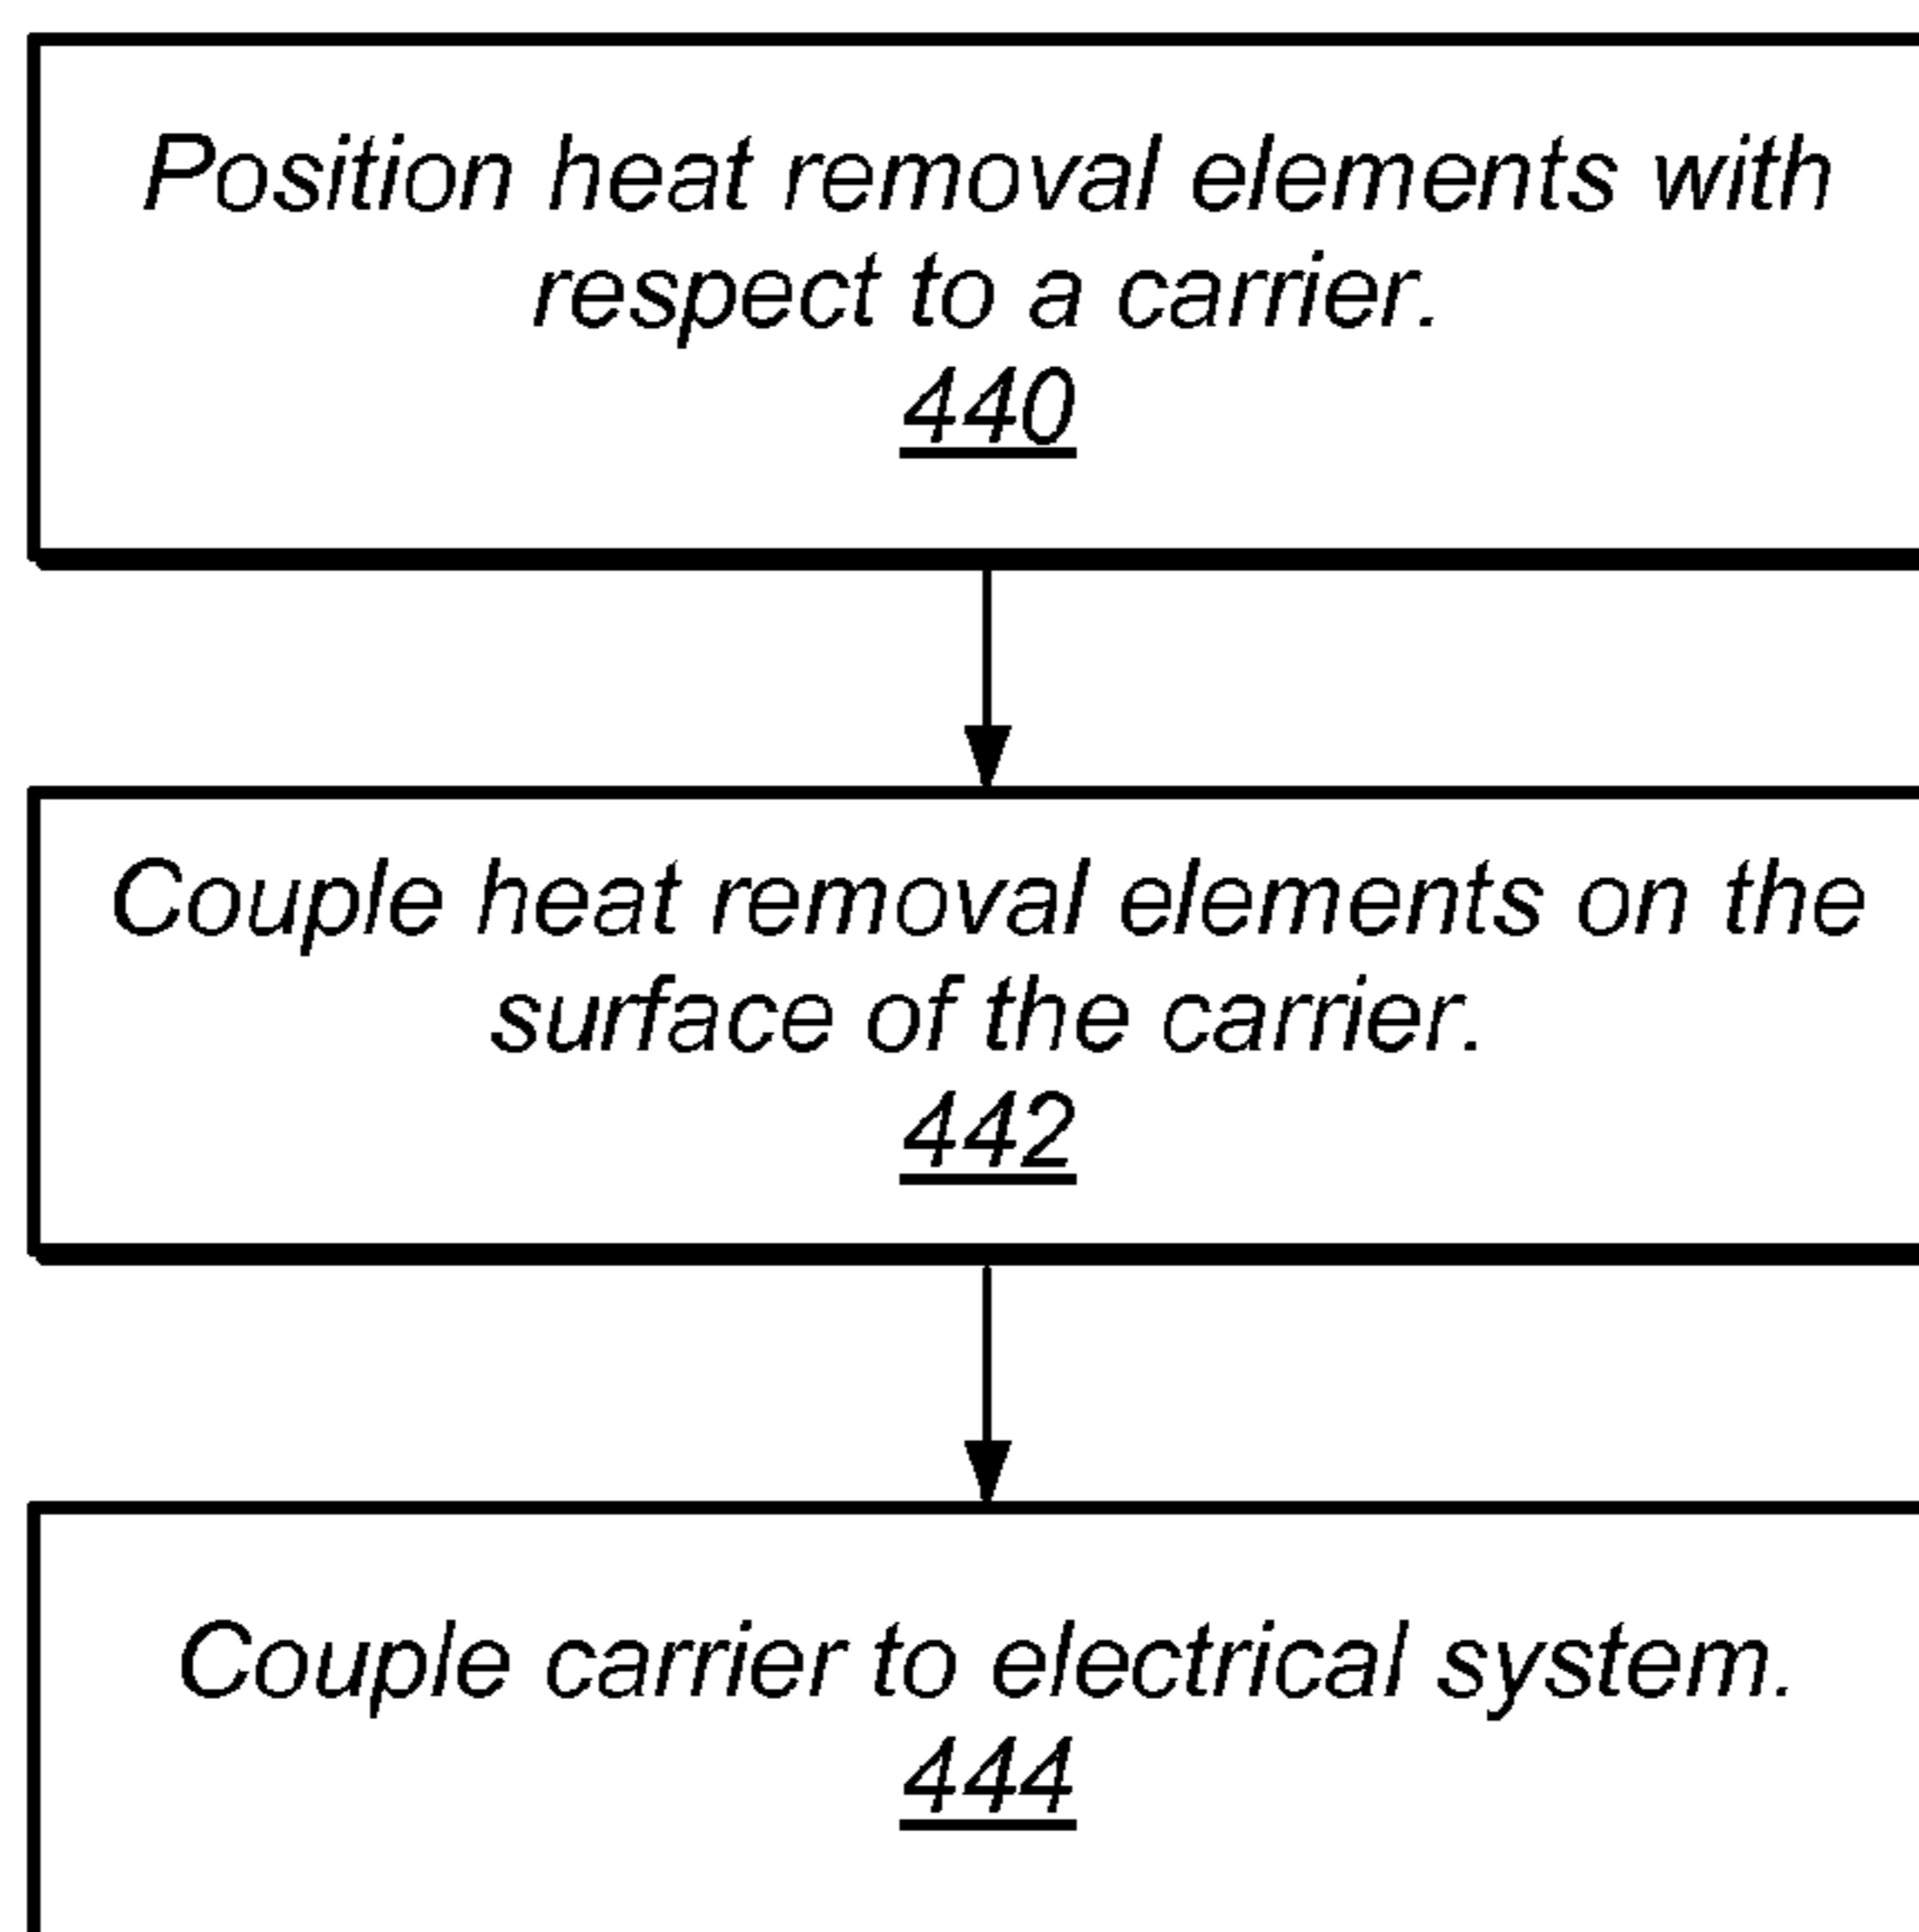 Position heat removal elements with
respect to a carrier.
440
Couple heat removal elements on the
surface of the carrier.
442
Couple carrier to electrical system.
444